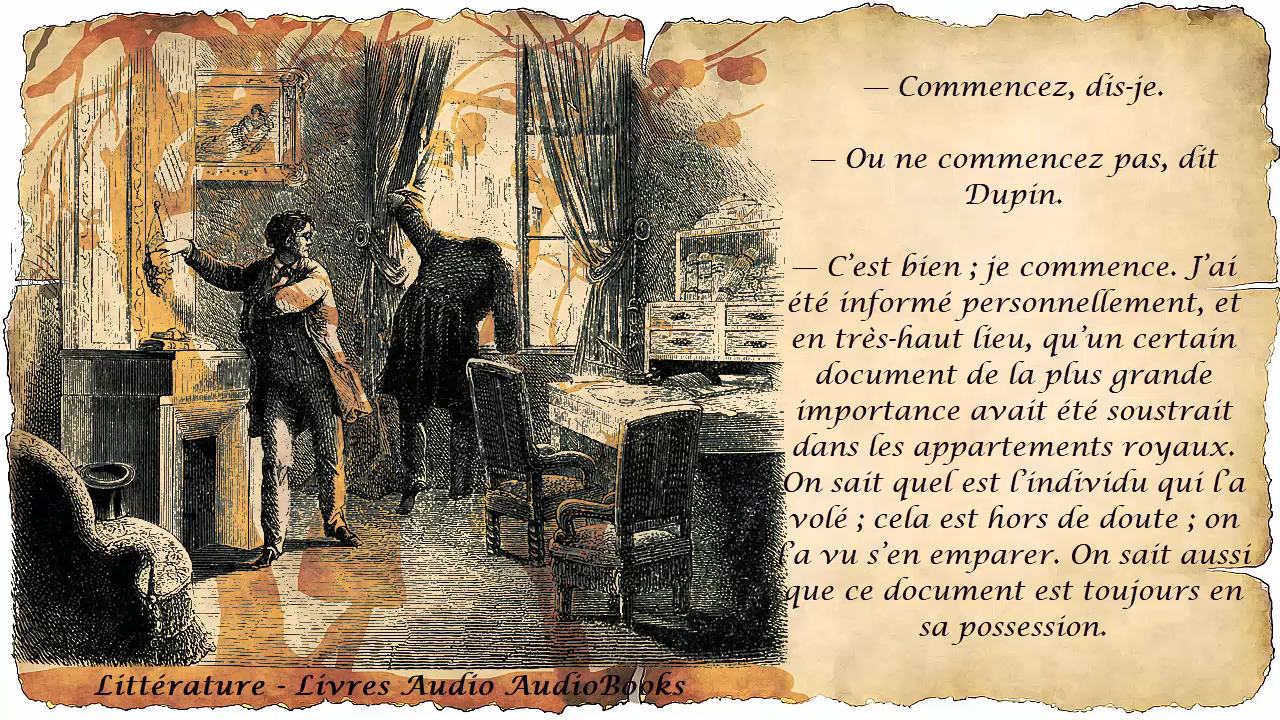 — Commencez, dis-je.
— Ou ne commencez pas, dit
Dupin.
— C’est bien ; je commence. J’ai
été informé personnellement, et
en très-haut lieu, qu’un certain
document de la plus grande
importance avait été soustrait
dans les appartements royaux.
On sait quel est l’individu qui l’a
volé ; cela est hors de doute ; on
l’a vu s’en emparer. On sait aussi
que ce document est toujours en
sa possession.
Littérature - Livres Audio AudioBooks